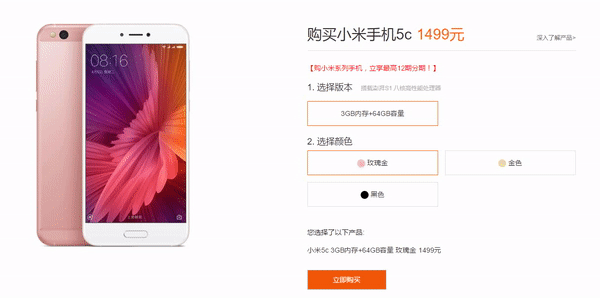 购买小米手机5c 1499元
深入了解产品>
【购小米系列手机，立享最高12期分期！】
1. 选择版本 搭载澎湃S1 八核高性能处理器
3GB内存+64GB容量
2. 选择颜色
玫瑰金
金色
黑色
您选择了以下产品:
小米5c 3GB内存+64GB容量 玫瑰金 1499元
立即购买
08:16